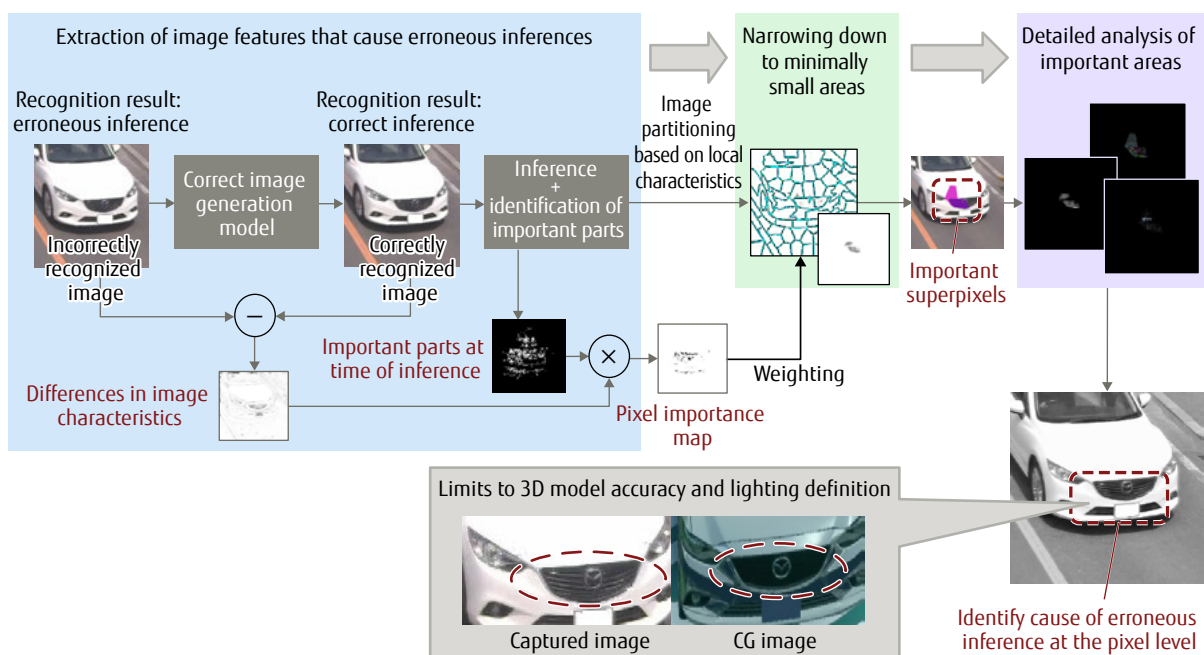 Extraction of image features that cause erroneous inferences
Narrowing down
to minimally
small areas
Detailed analysis of
important areas
Recognition result:
erroneous inference
Recognition result:
correct inference
Image
partitioning
based on local
characteristics
Correct image
generation
model
Inference
+
identification of
important parts
Incorrectly
recognized
image
Correctly
recognized
image
Important
superpixels
−
Important parts at
time of inference
×
Weighting
Differences in image
characteristics
Pixel importance
map
Limits to 3D model accuracy and lighting definition
Captured image
CG image
Identify cause of erroneous
inference at the pixel level